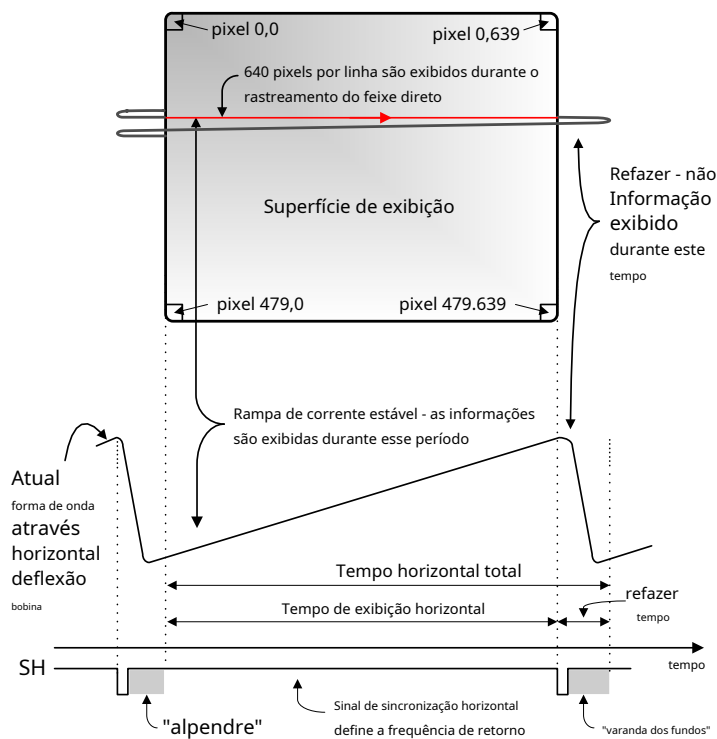 pixel 0,0
pixel 0,639
640 pixels por linha são exibidos durante o
rastreamento do feixe direto
Superfície de exibição
Refazer - não
Informação
exibido
durante este
tempo
pixel 479,0
pixel 479.639
Rampa de corrente estável - as informações
são exibidas durante esse período
Atual
forma de onda
através
horizontal
deflexão
bobina
Tempo horizontal total
Tempo de exibição horizontal
refazer
tempo
SH
tempo
"alpendre"
Sinal de sincronização horizontal
define a frequência de retorno
"varanda dos fundos"